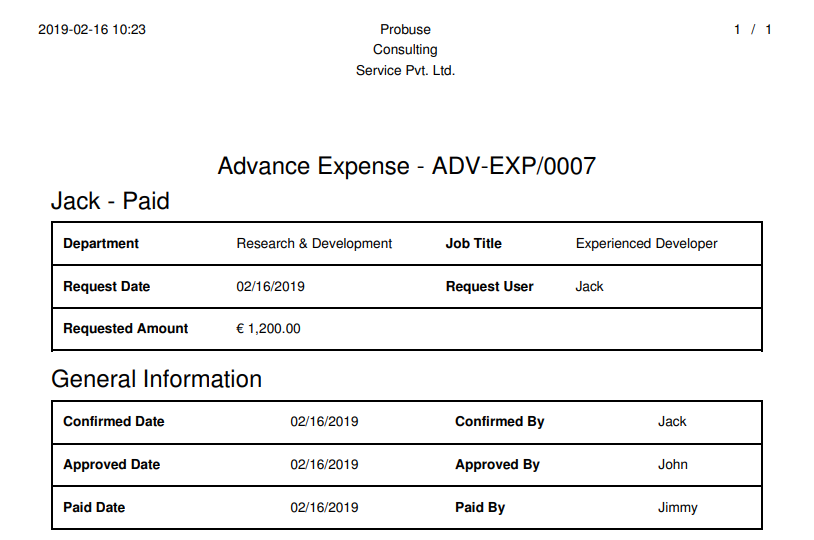 2019-02-16 10:23 Probuse 1 / 1
Consulting
Service Pvt. Ltd.
Advance Expense - ADV-EXP/0007
Jack - Paid
Department Research & Development Job Title Experienced Developer
Request Date 02/16/2019 Request User Jack
Requested Amount € 1,200.00
General Information
Confirmed Date 02/16/2019 Confirmed By Jack
Approved Date 02/16/2019 Approved By John
Paid Date 02/16/2019 Paid By Jimmy